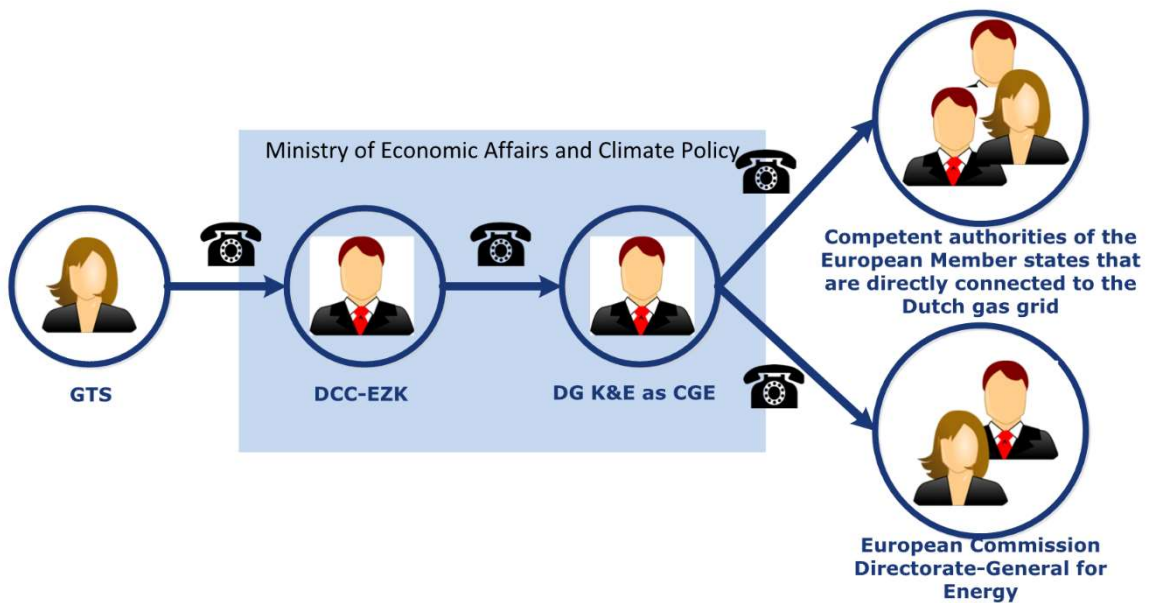 Ministry of Economic Affairs and Climate Policy
GTS
DCC-EZK
DG K&E as CGE
Competent authorities of the
European Member states that
are directly connected to the
Dutch gas grid
European Commission
Directorate-General for
Energy